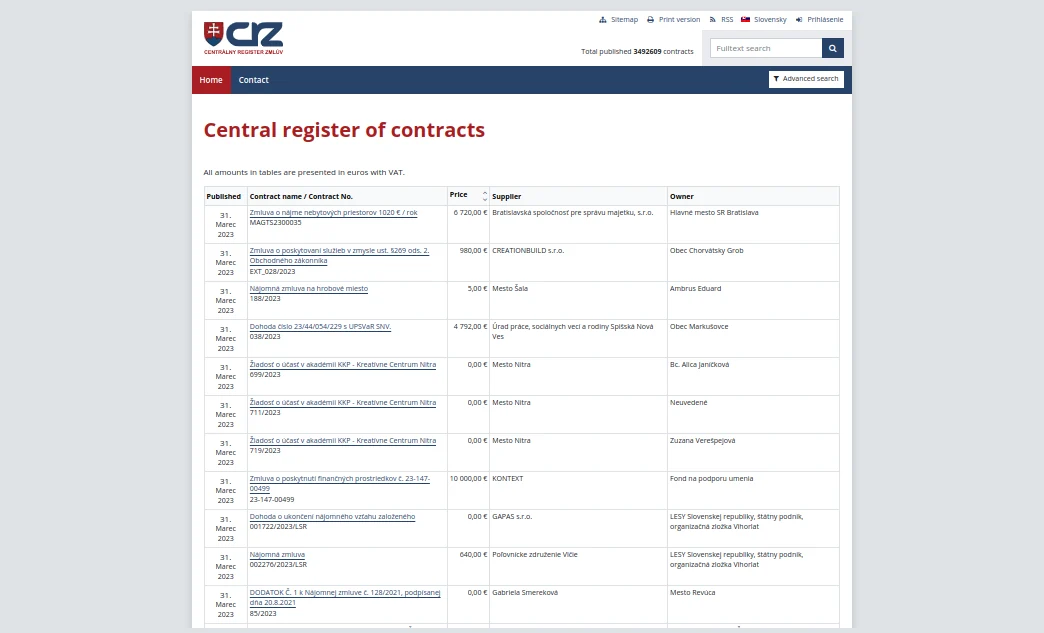 Sitemap Print version RSS Slovensky Prihlásenie
CRZ
CENTRÁLNY REGISTER ZMLÚV
Total published 3492609 contracts
Fulltext search
Home Contact Advanced search
Central register of contracts
All amounts in tables are presented in euros with VAT.
Published Contract name / Contract No. Price Supplier Owner
31. Marec 2023 Zmluva o nájme nebytových priestorov 1020 € / rok 6 720,00 € Bratislavská spoločnosť pre správu majetku, s.r.o. Hlavné mesto SR Bratislava
MAGTS2300035
31. Marec 2023 Zmluva o poskytovaní služieb v zmysle ust. §269 ods. 2. 980,00 € CREATIONBUILD s.r.o. Obec Chorvátsky Grob
Obchodného zákonníka
EXT_028/2023
31. Marec 2023 Nájomná zmluva na hrobové miesto 5,00 € Mesto Šaľa Ambrus Eduard
188/2023
31. Marec 2023 Dohoda číslo 23/44/054/229 s UPSVaR SNV. 4 792,00 € Úrad práce, sociálnych vecí a rodiny Spišská Nová Obec Markušovce
038/2023 Ves
31. Marec 2023 Žiadosť o účasť v akadémii KKP - Kreatívne Centrum Nitra 0,00 € Mesto Nitra Bc. Alica Janíčková
699/2023
31. Marec 2023 Žiadosť o účasť v akadémii KKP - Kreatívne Centrum Nitra 0,00 € Mesto Nitra Neuvedené
711/2023
31. Marec 2023 Žiadosť o účasť v akadémii KKP - Kreatívne Centrum Nitra 0,00 € Mesto Nitra Zuzana Verešpejová
719/2023
31. Marec 2023 Zmluva o poskytnutí finančných prostriedkov č. 23-147- 10 000,00 € KONTEXT Fond na podporu umenia
00499
23-147-00499
31. Marec 2023 Dohoda o ukončení nájomného vzťahu založeného 0,00 € GAPAS s.r.o. LESY Slovenskej republiky, štátny podnik,
001722/2023/LSR organizačná zložka Vihorlat
31. Marec 2023 Nájomná zmluva 640,00 € Poľovnícke združenie Vlčie LESY Slovenskej republiky, štátny podnik,
002276/2023/LSR organizačná zložka Vihorlat
31. Marec 2023 DODATOK Č. 1 k Nájomnej zmluve č. 128/2021, podpísanej 0,00 € Gabriela Smereková Mesto Revúca
dňa 20.8.2021
85/2023